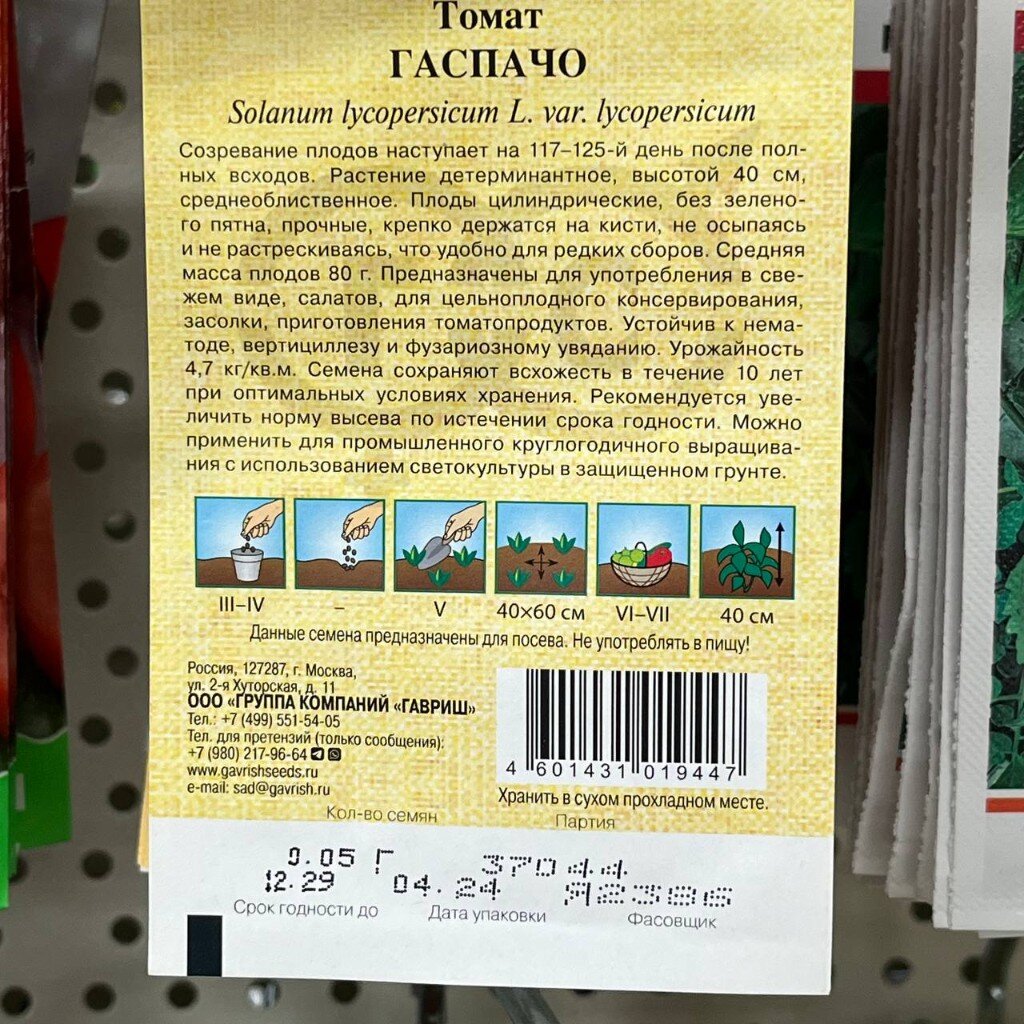 Томат
ГАСПАЧО
Solanum lycopersicum L. var. lycopersicum
Созревание плодов наступает на 117–125-й день после пол-
ных всходов. Растение детерминантное, высотой 40 см,
среднеоблиственное. Плоды цилиндрические, без зелено-
го пятна, прочные, крепко держатся на кисти, не осыпаясь
и не растрескиваясь, что удобно для редких сборов. Средняя
масса плодов 80 г. Предназначены для употребления в све-
жем виде, салатов, для цельноплодного консервирования,
засолки, приготовления томатопродуктов. Устойчив к нема-
тоде, вертициллезу и фузариозному увяданию. Урожайность
4,7 кг/кв.м. Семена сохраняют всхожесть в течение 10 лет
при оптимальных условиях хранения. Рекомендуется уве-
личить норму высева по истечении срока годности. Можно
применить для промышленного круглогодичного выращива-
ния с использованием светокультуры в защищенном грунте.
III–IV – V 40×60 см VI–VII 40 см
Данные семена предназначены для посева. Не употреблять в пищу!
Россия, 127287, г. Москва,
ул. 2-я Хуторская, д. 11
ООО «ГРУППА КОМПАНИЙ «ГАВРИШ»
Тел.: +7 (499) 551-54-05
Тел. для претензий (только сообщения):
+7 (980) 217-96-64
www.gavrishseeds.ru
e-mail: sad@gavrish.ru
4 601431 019447
Хранить в сухом прохладном месте.
Кол-во семян Партия
0.05 Г 37044
12.29 04.24 Я2386
Срок годности до Дата упаковки Фасовщик